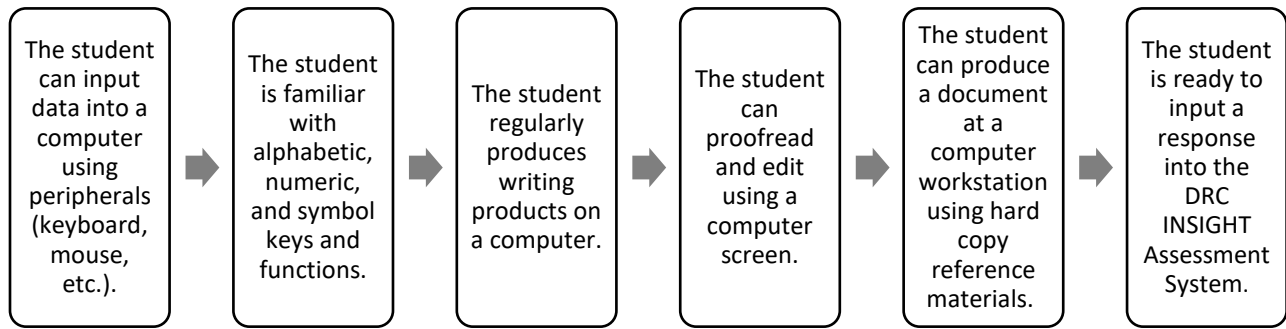 The student
can input
data into a
computer
using
peripherals
(keyboard,
mouse,
etc.).
The student
is familiar
with
alphabetic,
numeric,
and symbol
keys and
functions.
The student
regularly
produces
writing
products on
a computer.
The student
can
proofread
and edit
using a
computer
screen.
The student
can produce
a document
at a
computer
workstation
using hard
copy
reference
materials.
The student
is ready to
input a
response
into the
DRC
INSIGHT
Assessment
System.